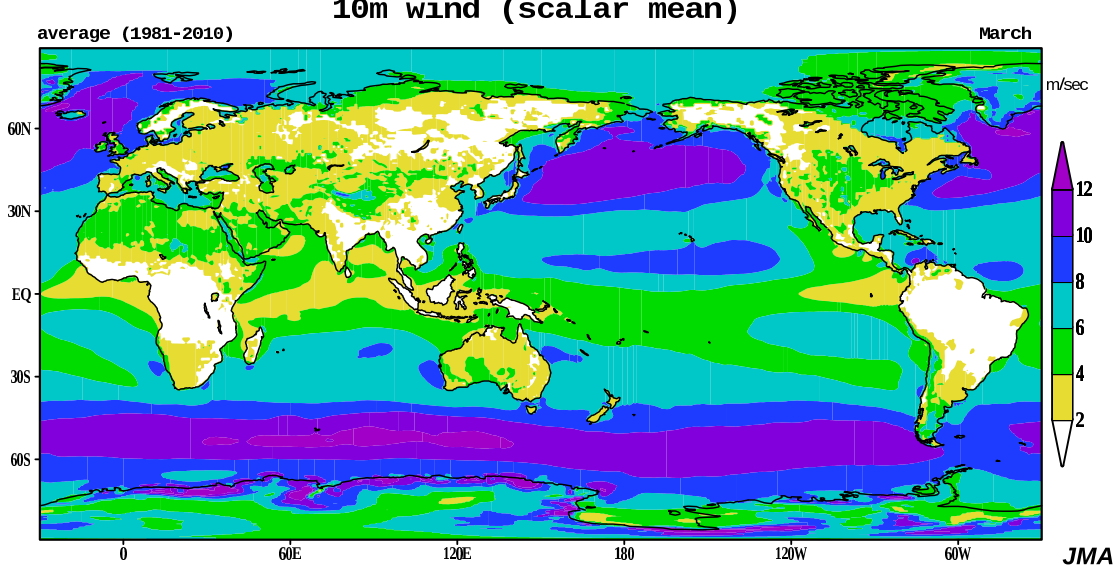 10m wind (scalar mean)
average (1981-2010) March
m/sec
12
10
8
6
4
2
60N
30N
EQ
30S
60S
0 60E 120E 180 120W 60W
JMA